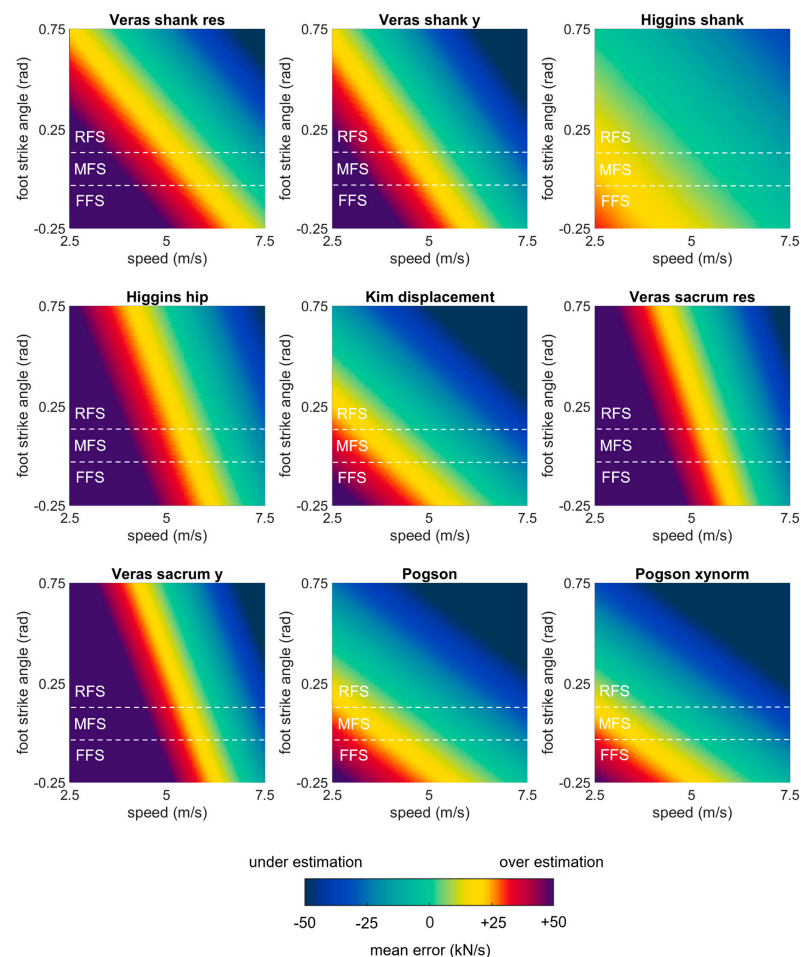 Veras shank res
Veras shank y
Higgins shank
0.75
0.75
0.75
foot strike angle (rad)
foot strike angle (rad)
foot strike angle (rad)
0.25
0.25
0.25
RFS
RFS
RFS
MFS
MFS
MFS
FFS
FFS
FFS
-0.25
-0.25
-0.25
2.5
5
7.5
2.5
5
7.5
2.5
5
7.5
speed (m/s)
speed (m/s)
speed (m/s)
Higgins hip
Kim displacement
Veras sacrum res
0.75
0.75
0.75
foot strike angle (rad)
foot strike angle (rad)
foot strike angle (rad)
0.25
0.25
0.25
RFS
RFS
RFS
MFS
MFS
MFS
FFS
FFS
FFS
-0.25
-0.25
-0.25
2.5
5
7.5
2.5
5
7.5
2.5
5
7.5
speed (m/s)
speed (m/s)
speed (m/s)
Veras sacrum y
Pogson
Pogson xynorm
0.75
0.75
0.75
foot strike angle (rad)
foot strike angle (rad)
foot strike angle (rad)
0.25
0.25
0.25
RFS
RFS
RFS
MFS
MFS
MFS
FFS
FFS
FFS
-0.25
-0.25
-0.25
2.5
5
7.5
2.5
5
7.5
2.5
5
7.5
speed (m/s)
speed (m/s)
speed (m/s)
under estimation
over estimation
-50
-25
0
+25
+50
mean error (kN/s)